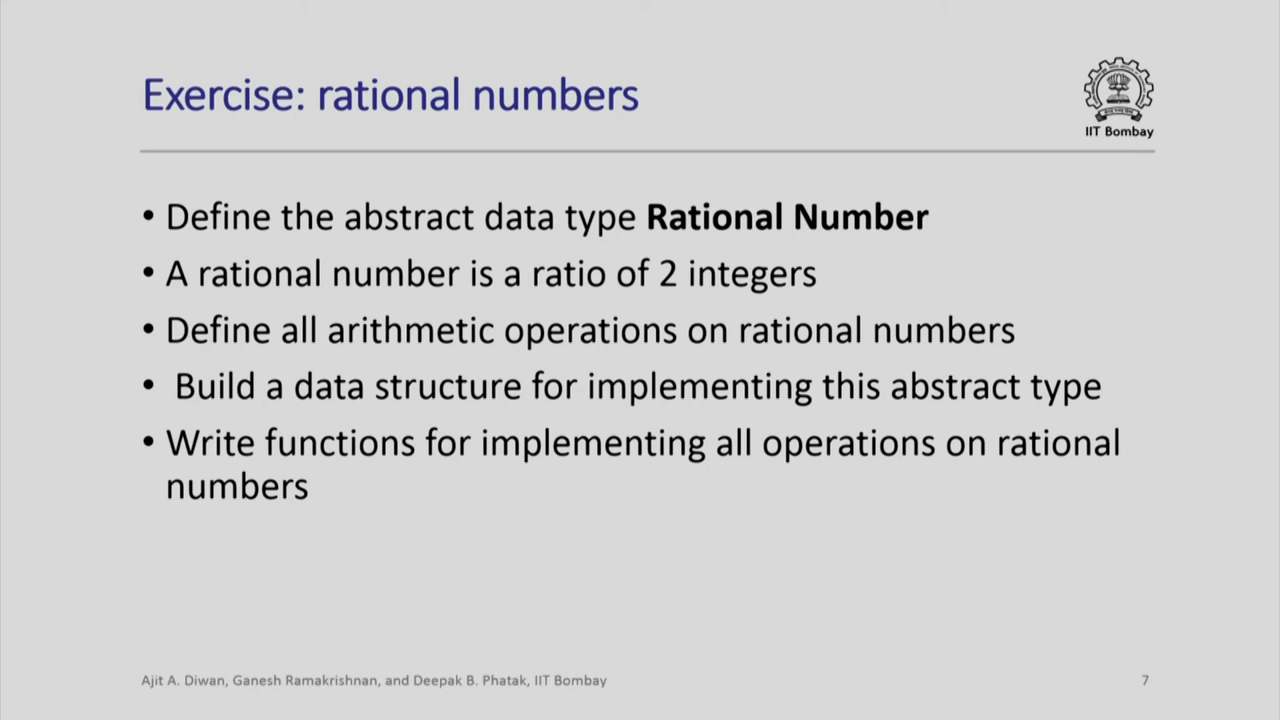 Exercise: rational numbers
IIT Bombay
• Define the abstract data type Rational Number
• A rational number is a ratio of 2 integers
• Define all arithmetic operations on rational numbers
• Build a data structure for implementing this abstract type
• Write functions for implementing all operations on rational
numbers
Ajit A. Diwan, Ganesh Ramakrishnan, and Deepak B. Phatak, IIT Bombay
7